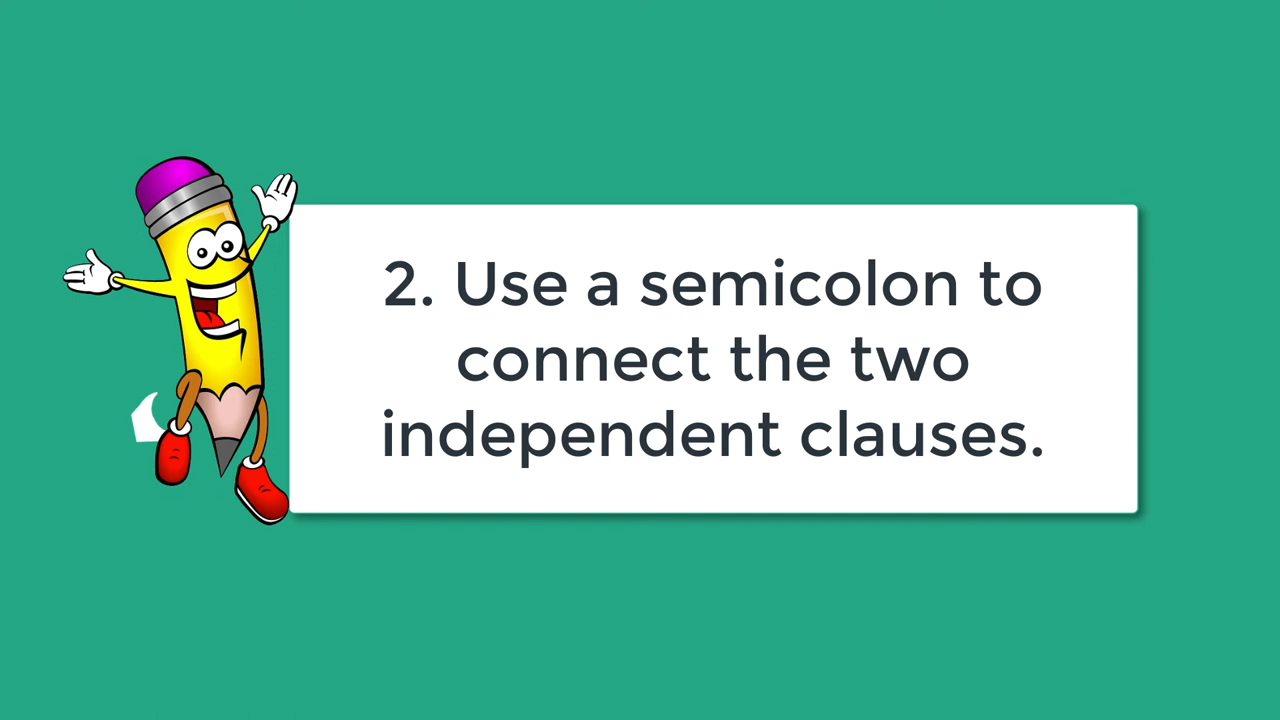 2. Use a semicolon to
connect the two
independent clauses.